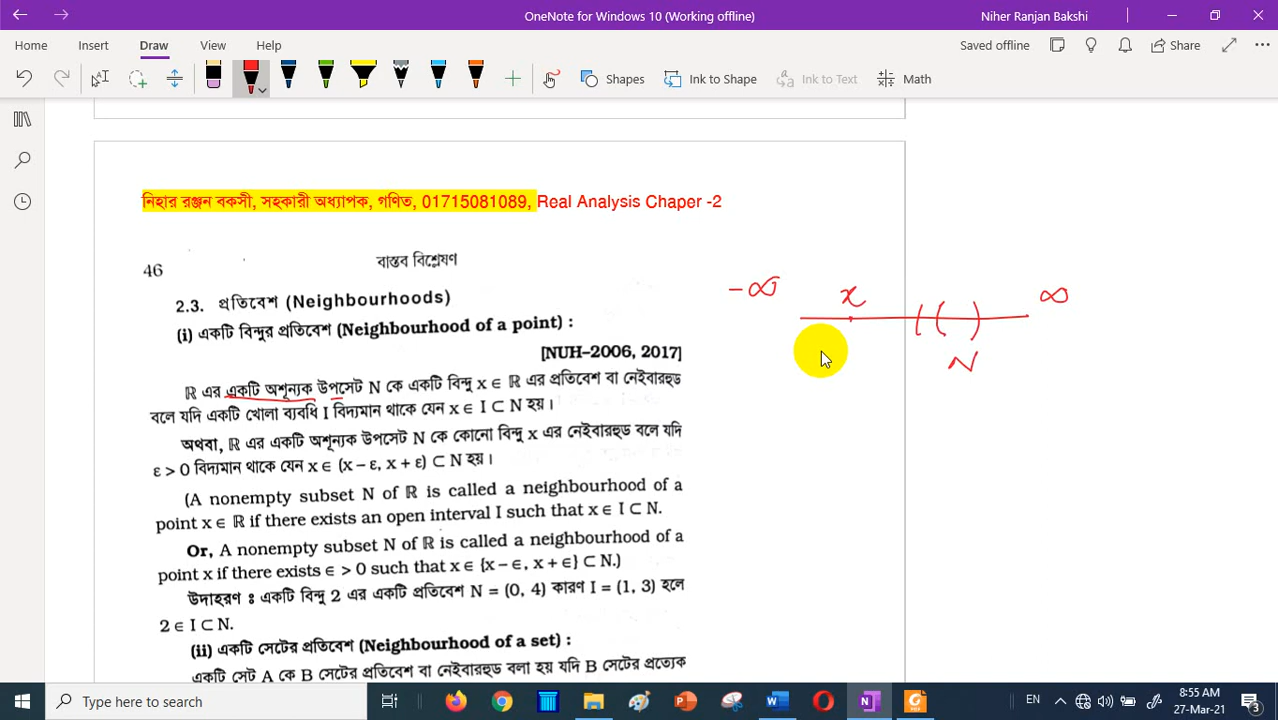 OneNote for Windows 10 (Working offline)
Niher Ranjan Bakshi
Home
Insert
Draw
View
Help
Saved offline
Share
Shapes
Ink to Shape
Ink to Text
Math
নিহার রঞ্জন বকসী, সহকারী অধ্যাপক, গণিত, 01715081089, Real Analysis Chaper -2
46
বাস্তব বিশ্লেষণ
2.3. প্রতিবেশ (Neighbourhoods)
(i) একটি বিন্দুর প্রতিবেশ (Neighbourhood of a point) :
[NUH–2006, 2017]
ℝ এর একটি অশূন্যক উপসেট N কে একটি বিন্দু x ∈ ℝ এর প্রতিবেশ বা নেইবারহুড
বলে যদি একটি খোলা ব্যবধি I বিদ্যমান থাকে যেন x ∈ I ⊂ N হয়।
অথবা, ℝ এর একটি অশূন্যক উপসেট N কে কোনো বিন্দু x এর নেইবারহুড বলে যদি
ε > 0 বিদ্যমান থাকে যেন x ∈ (x – ε, x + ε) ⊂ N হয়।
(A nonempty subset N of ℝ is called a neighbourhood of a
point x ∈ ℝ if there exists an open interval I such that x ∈ I ⊂ N.
Or, A nonempty subset N of ℝ is called a neighbourhood of a
point x if there exists ∈ > 0 such that x ∈ {x – ∈, x + ∈} ⊂ N.)
উদাহরণ : একটি বিন্দু 2 এর একটি প্রতিবেশ N = (0, 4) কারণ I = (1, 3) হলে
2 ∈ I ⊂ N.
(ii) একটি সেটের প্রতিবেশ (Neighbourhood of a set) :
একটি সেট A কে B সেটের প্রতিবেশ বা নেইবারহুড বলা হয় যদি B সেটের প্রত্যেক
-∞
x
∞
( ( )
N
Type here to search
EN
8:55 AM
27-Mar-21
3